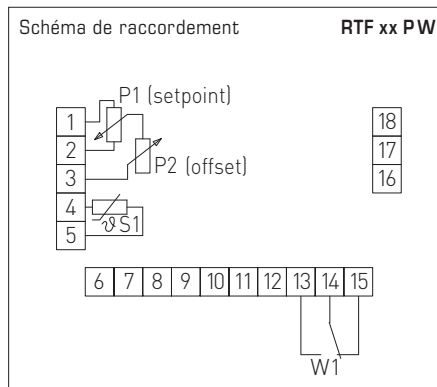 Schéma de raccordement RTF xx PW
P1 (setpoint)
1
2
3
P2 (offset)
4
5
ϑ S1
18
17
16
6 7 8 9 10 11 12 13 14 15
W1